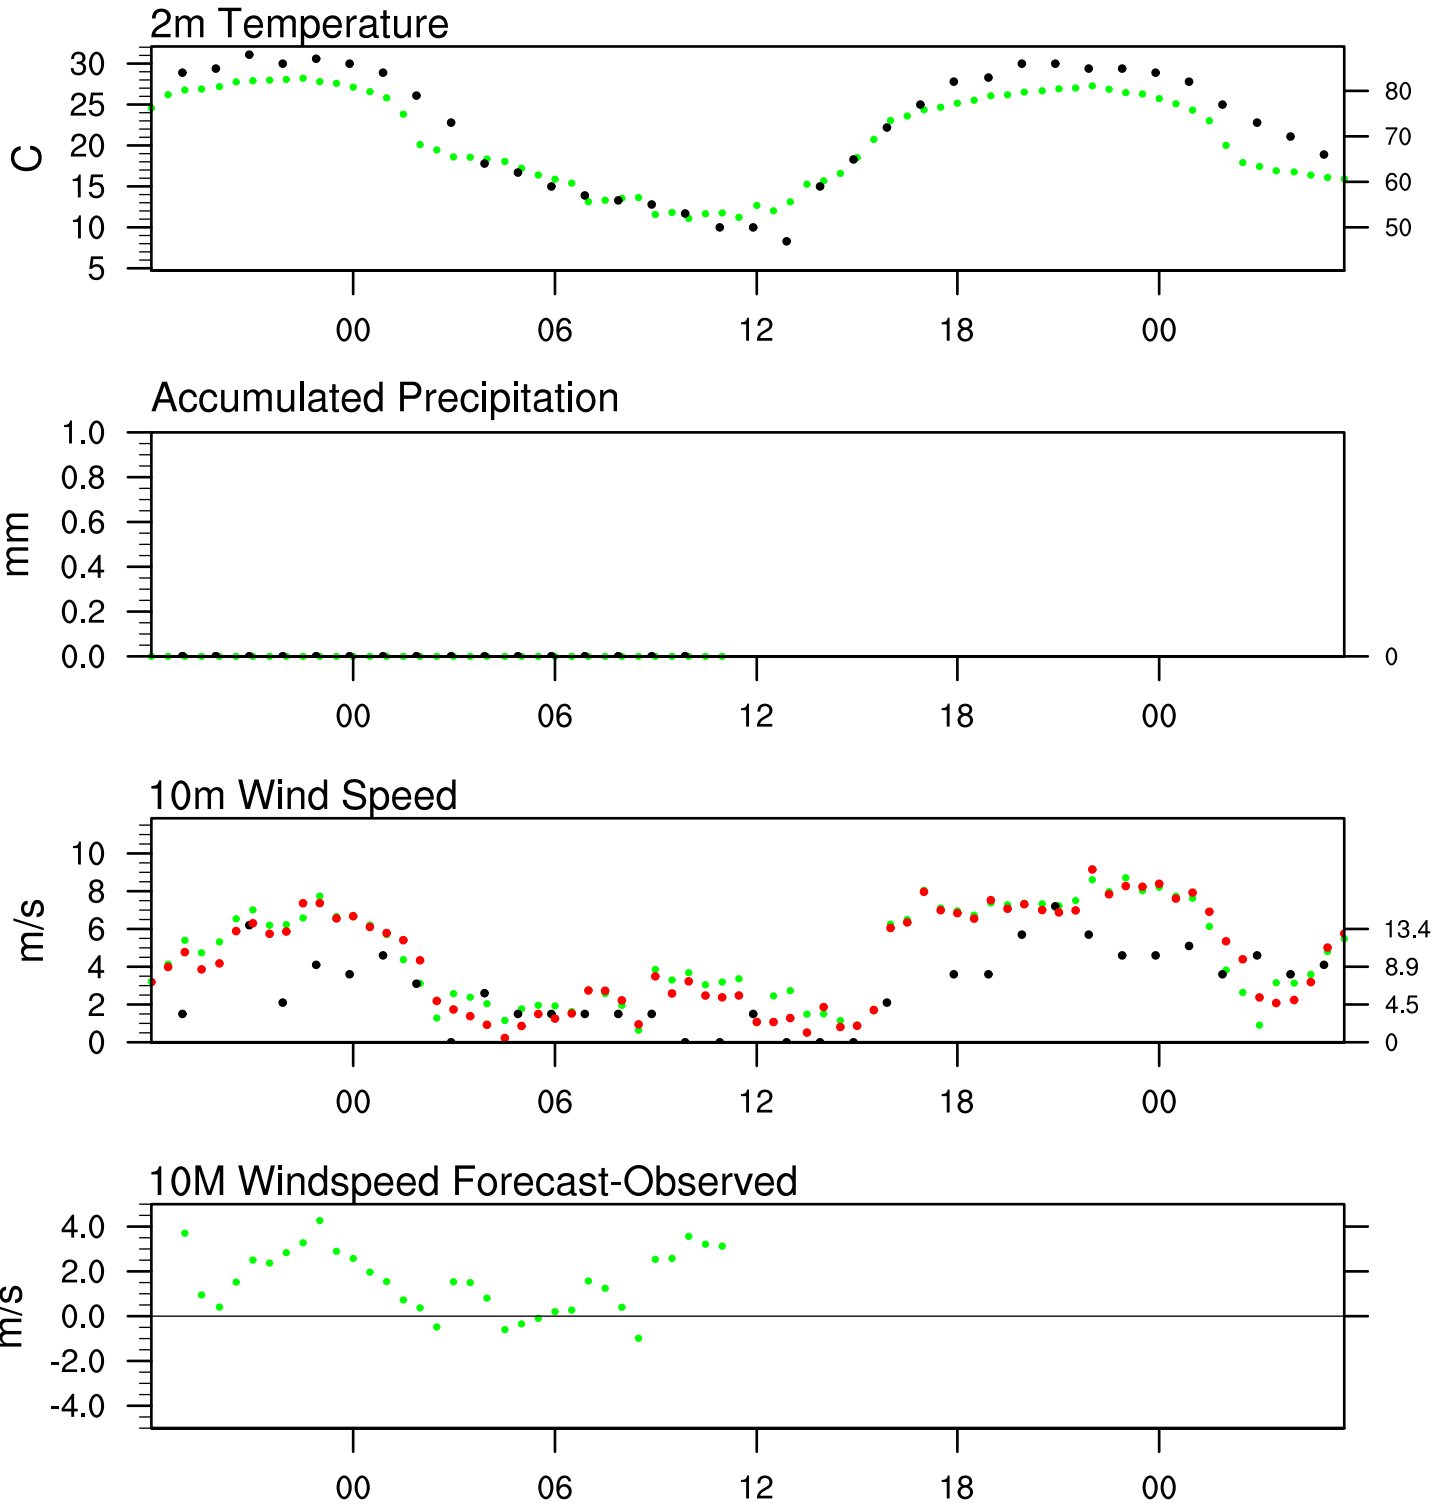 2m Temperature
30
25
20
15
10
5
C
80
70
60
50
00 06 12 18 00
Accumulated Precipitation
1.0
0.8
0.6
0.4
0.2
0.0
mm
0
00 06 12 18 00
10m Wind Speed
10
8
6
4
2
0
m/s
13.4
8.9
4.5
0
00 06 12 18 00
10M Windspeed Forecast-Observed
4.0
2.0
0.0
-2.0
-4.0
m/s
00 06 12 18 00